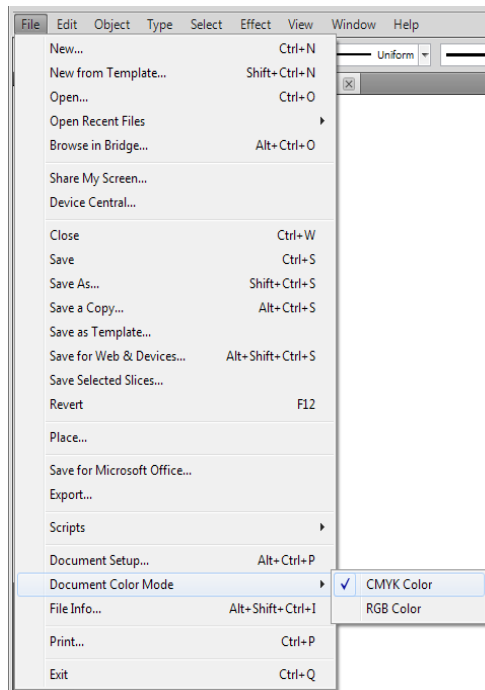 File Edit Object Type Select Effect View Window Help
Uniform
New... Ctrl+N
New from Template... Shift+Ctrl+N
Open... Ctrl+O
Open Recent Files
Browse in Bridge... Alt+Ctrl+O
Share My Screen...
Device Central...
Close Ctrl+W
Save Ctrl+S
Save As... Shift+Ctrl+S
Save a Copy... Alt+Ctrl+S
Save as Template...
Save for Web & Devices... Alt+Shift+Ctrl+S
Save Selected Slices...
Revert F12
Place...
Save for Microsoft Office...
Export...
Scripts
Document Setup... Alt+Ctrl+P
Document Color Mode CMYK Color
File Info... Alt+Shift+Ctrl+I RGB Color
Print... Ctrl+P
Exit Ctrl+Q